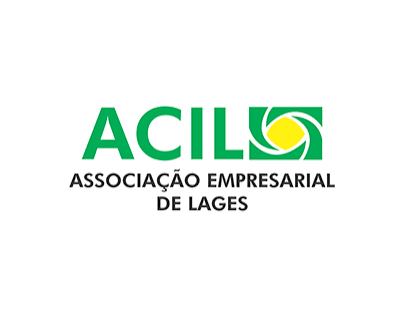 ACIL
ASSOCIAÇÃO EMPRESARIAL
DE LAGES